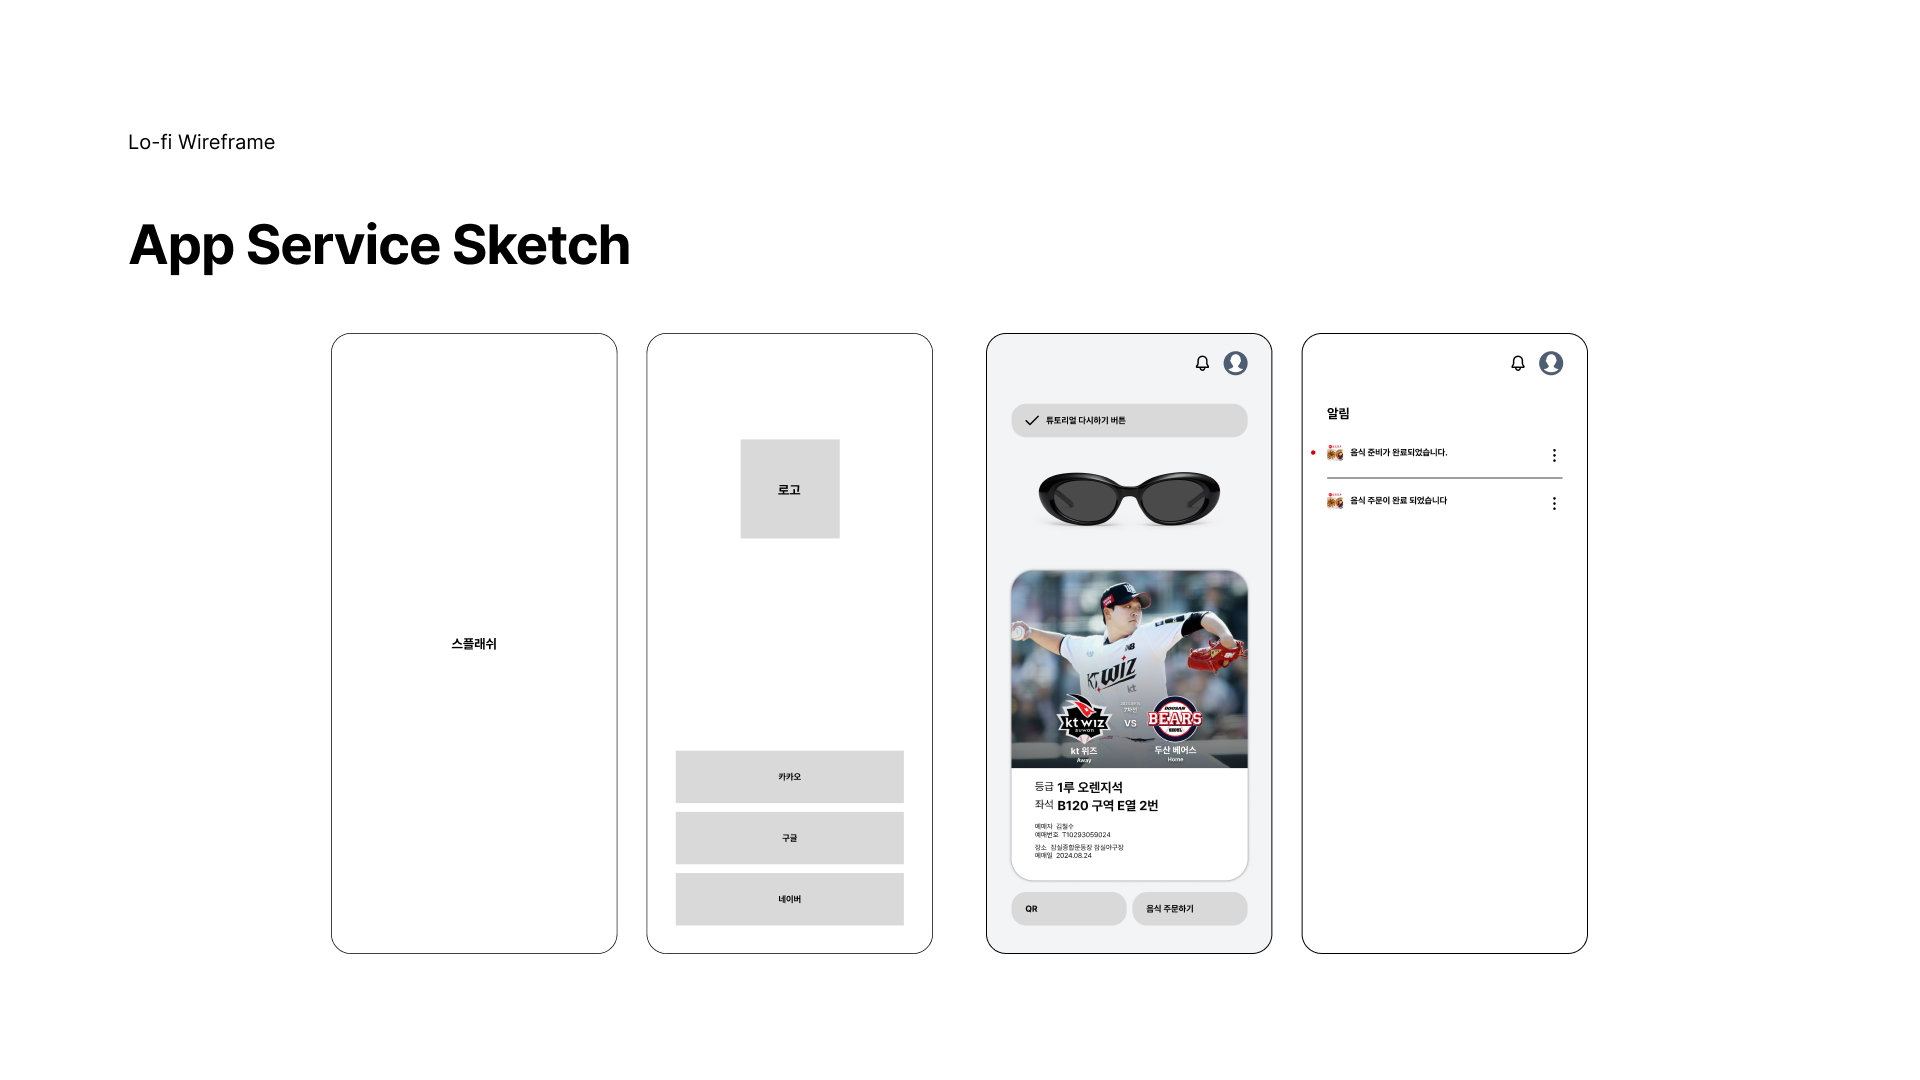 Lo-fi Wireframe
App Service Sketch
스플래쉬
로고
카카오
구글
네이버
튜토리얼 다시하기 버튼
NB
kt wiz
kt
kt wiz
suwon
VS
DOOSAN
BEARS
SEOUL
kt 위즈
Away
두산 베어스
Home
등급 1루 오렌지석
좌석 B120 구역 E열 2번
예매자 김철수
예매번호 T10293059024
장소 잠실종합운동장 잠실야구장
예매일 2024.08.24
QR
음식 주문하기
알림
음식 준비가 완료되었습니다.
음식 주문이 완료 되었습니다